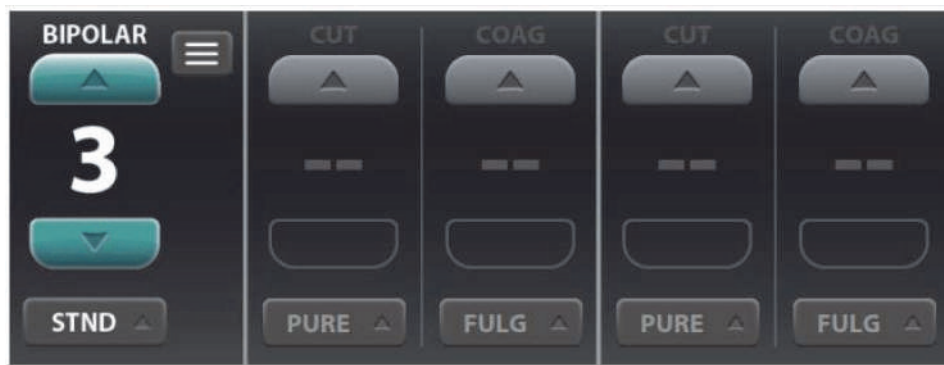 BIPOLAR CUT COAG CUT COAG
3 -- -- -- --
STND PURE FULG PURE FULG